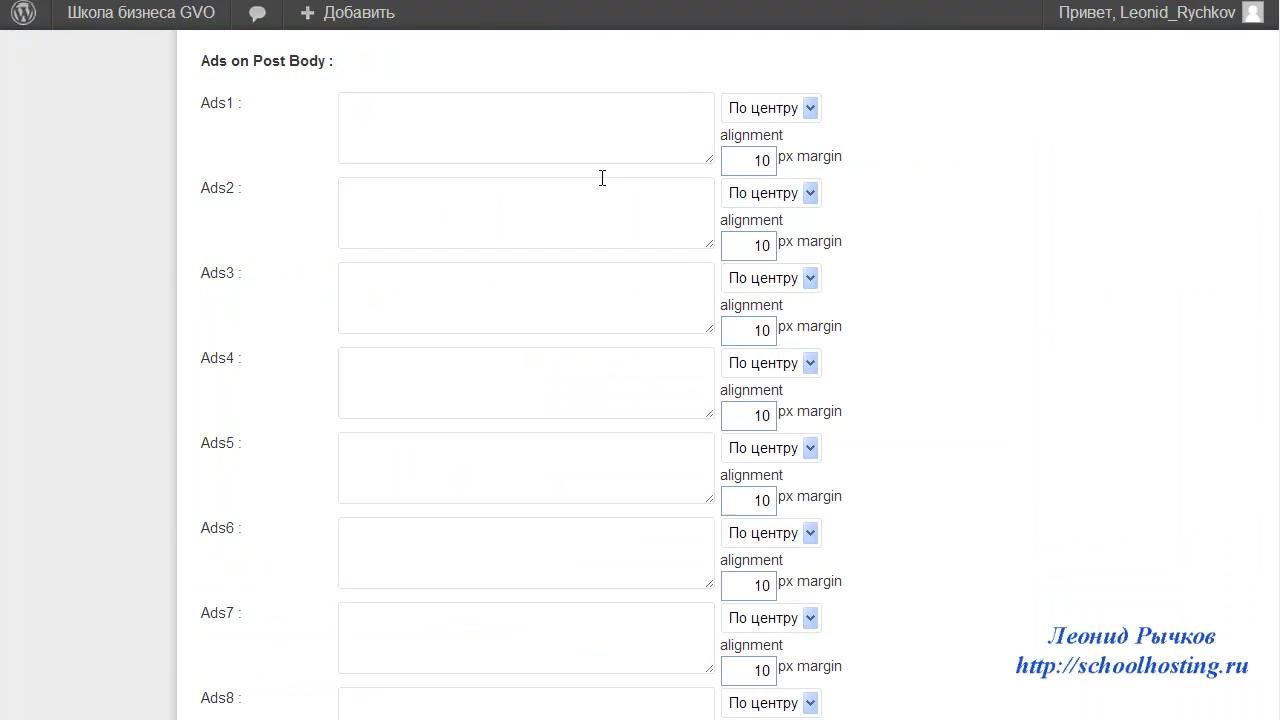 Школа бизнеса GVO Добавить Привет, Leonid_Rychkov
Ads on Post Body :
Ads1 : По центру
alignment
10 px margin
Ads2 : По центру
alignment
10 px margin
Ads3 : По центру
alignment
10 px margin
Ads4 : По центру
alignment
10 px margin
Ads5 : По центру
alignment
10 px margin
Ads6 : По центру
alignment
10 px margin
Ads7 : По центру
alignment
10 px margin
Ads8 : По центру
Леонид Рычков
http://schoolhosting.ru